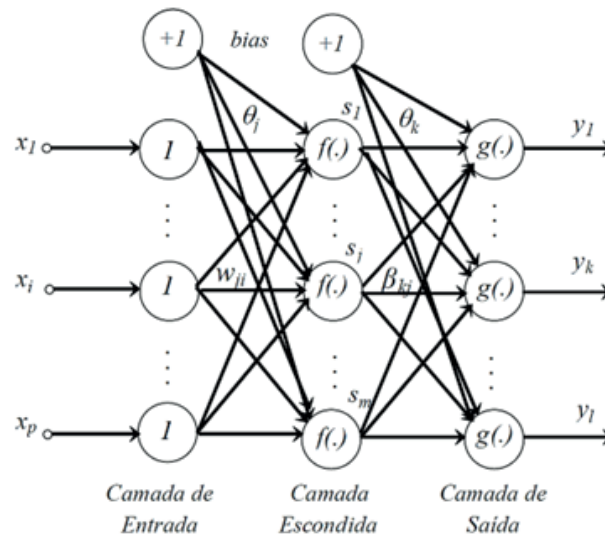 +1 bias +1
θj s1 θk
x1 1 f(.) g(.) y1
xi 1 wji f(.) sj βkj g(.) yk
xp 1 f(.) sm g(.) yl
Camada de Entrada
Camada Escondida
Camada de Saída